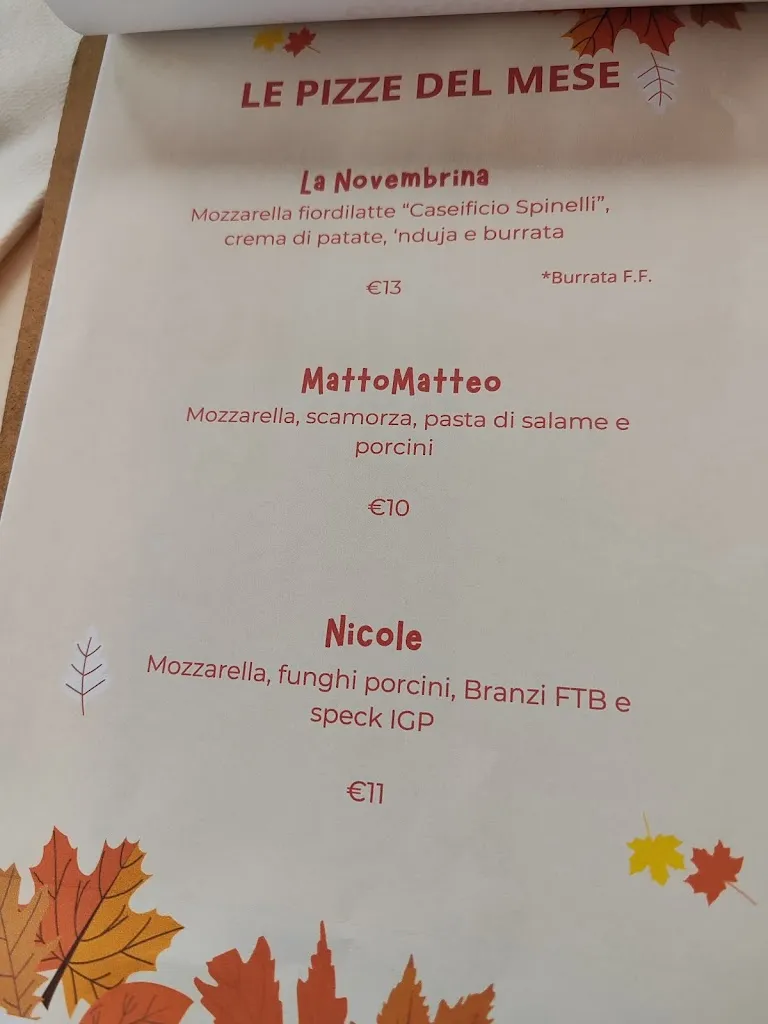 LE PIZZE DEL MESE
La Novembrina
Mozzarella fiordilatte “Caseificio Spinelli”,
crema di patate, ‘nduja e burrata
€13
*Burrata F.F.
MattoMatteo
Mozzarella, scamorza, pasta di salame e
porcini
€10
Nicole
Mozzarella, funghi porcini, Branzi FTB e
speck IGP
€11